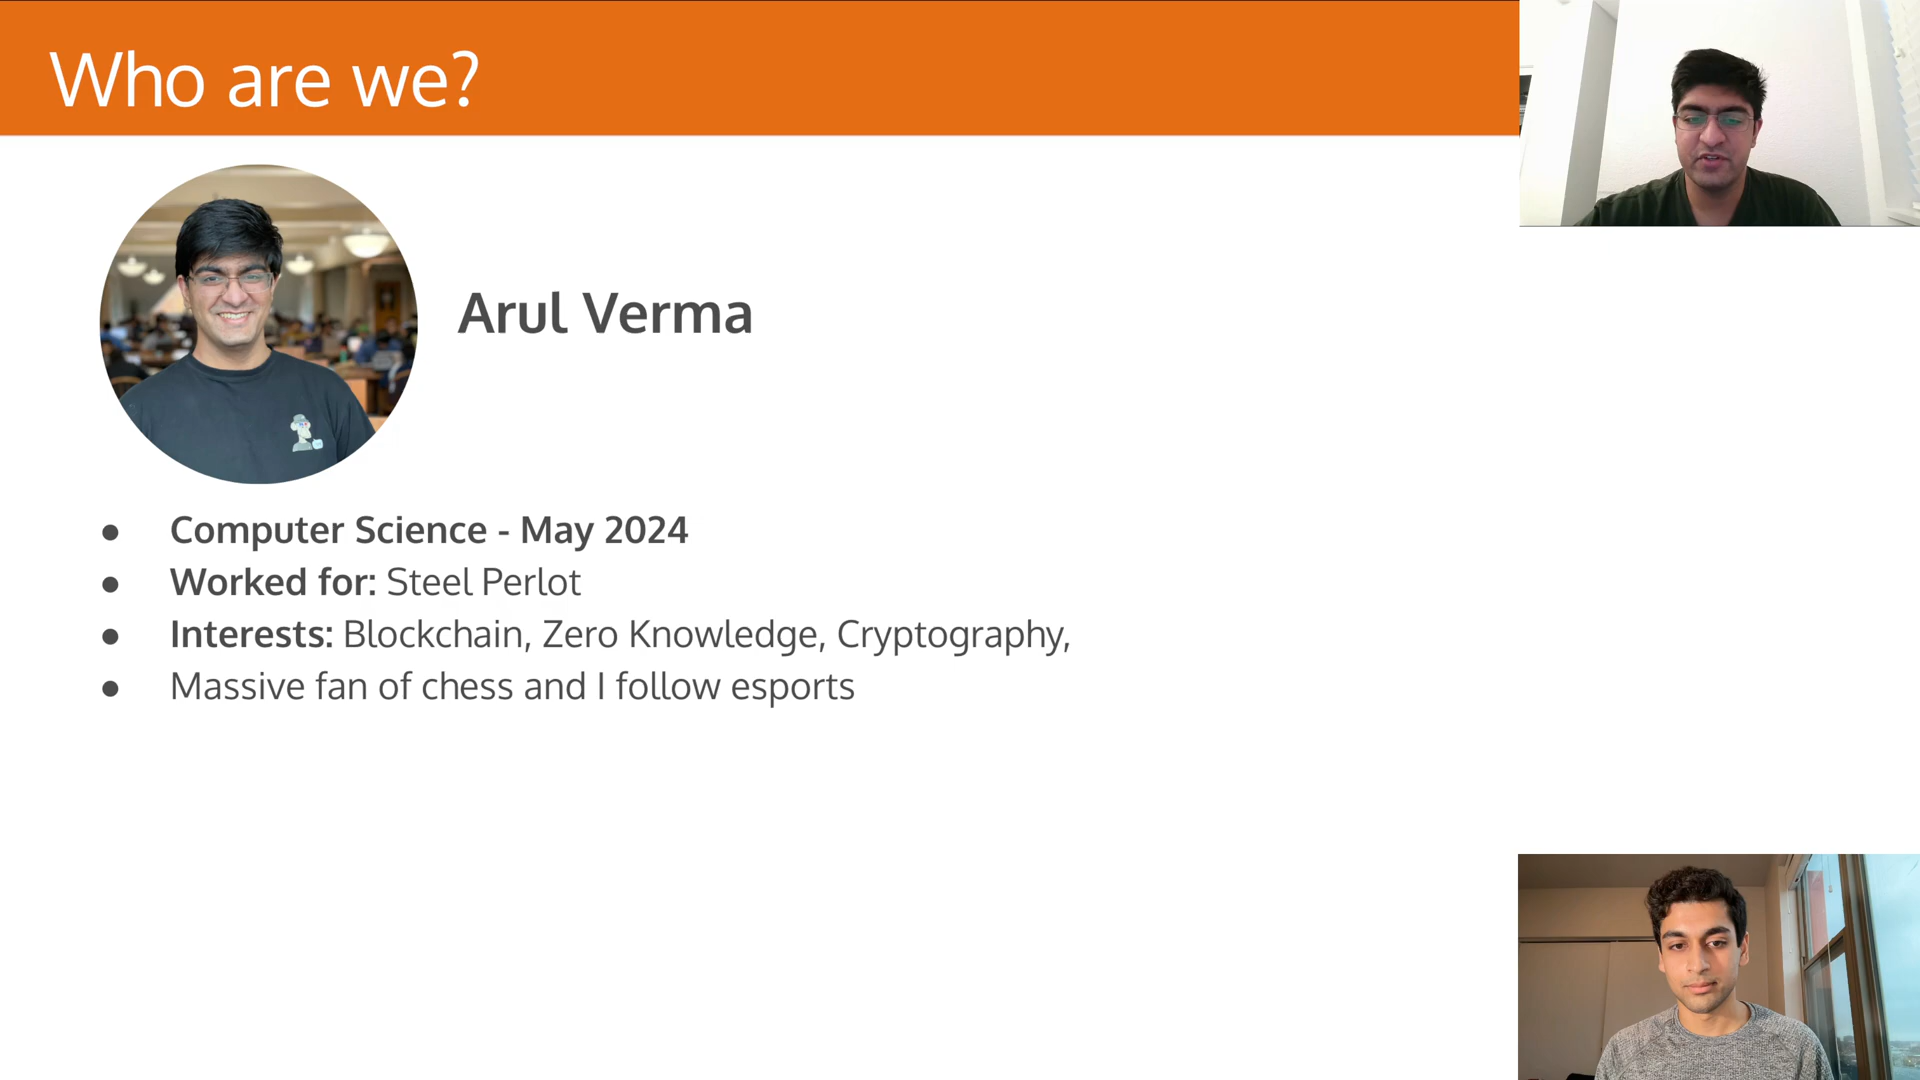 Who are we?
Arul Verma
● Computer Science - May 2024
● Worked for: Steel Perlot
● Interests: Blockchain, Zero Knowledge, Cryptography,
● Massive fan of chess and I follow esports